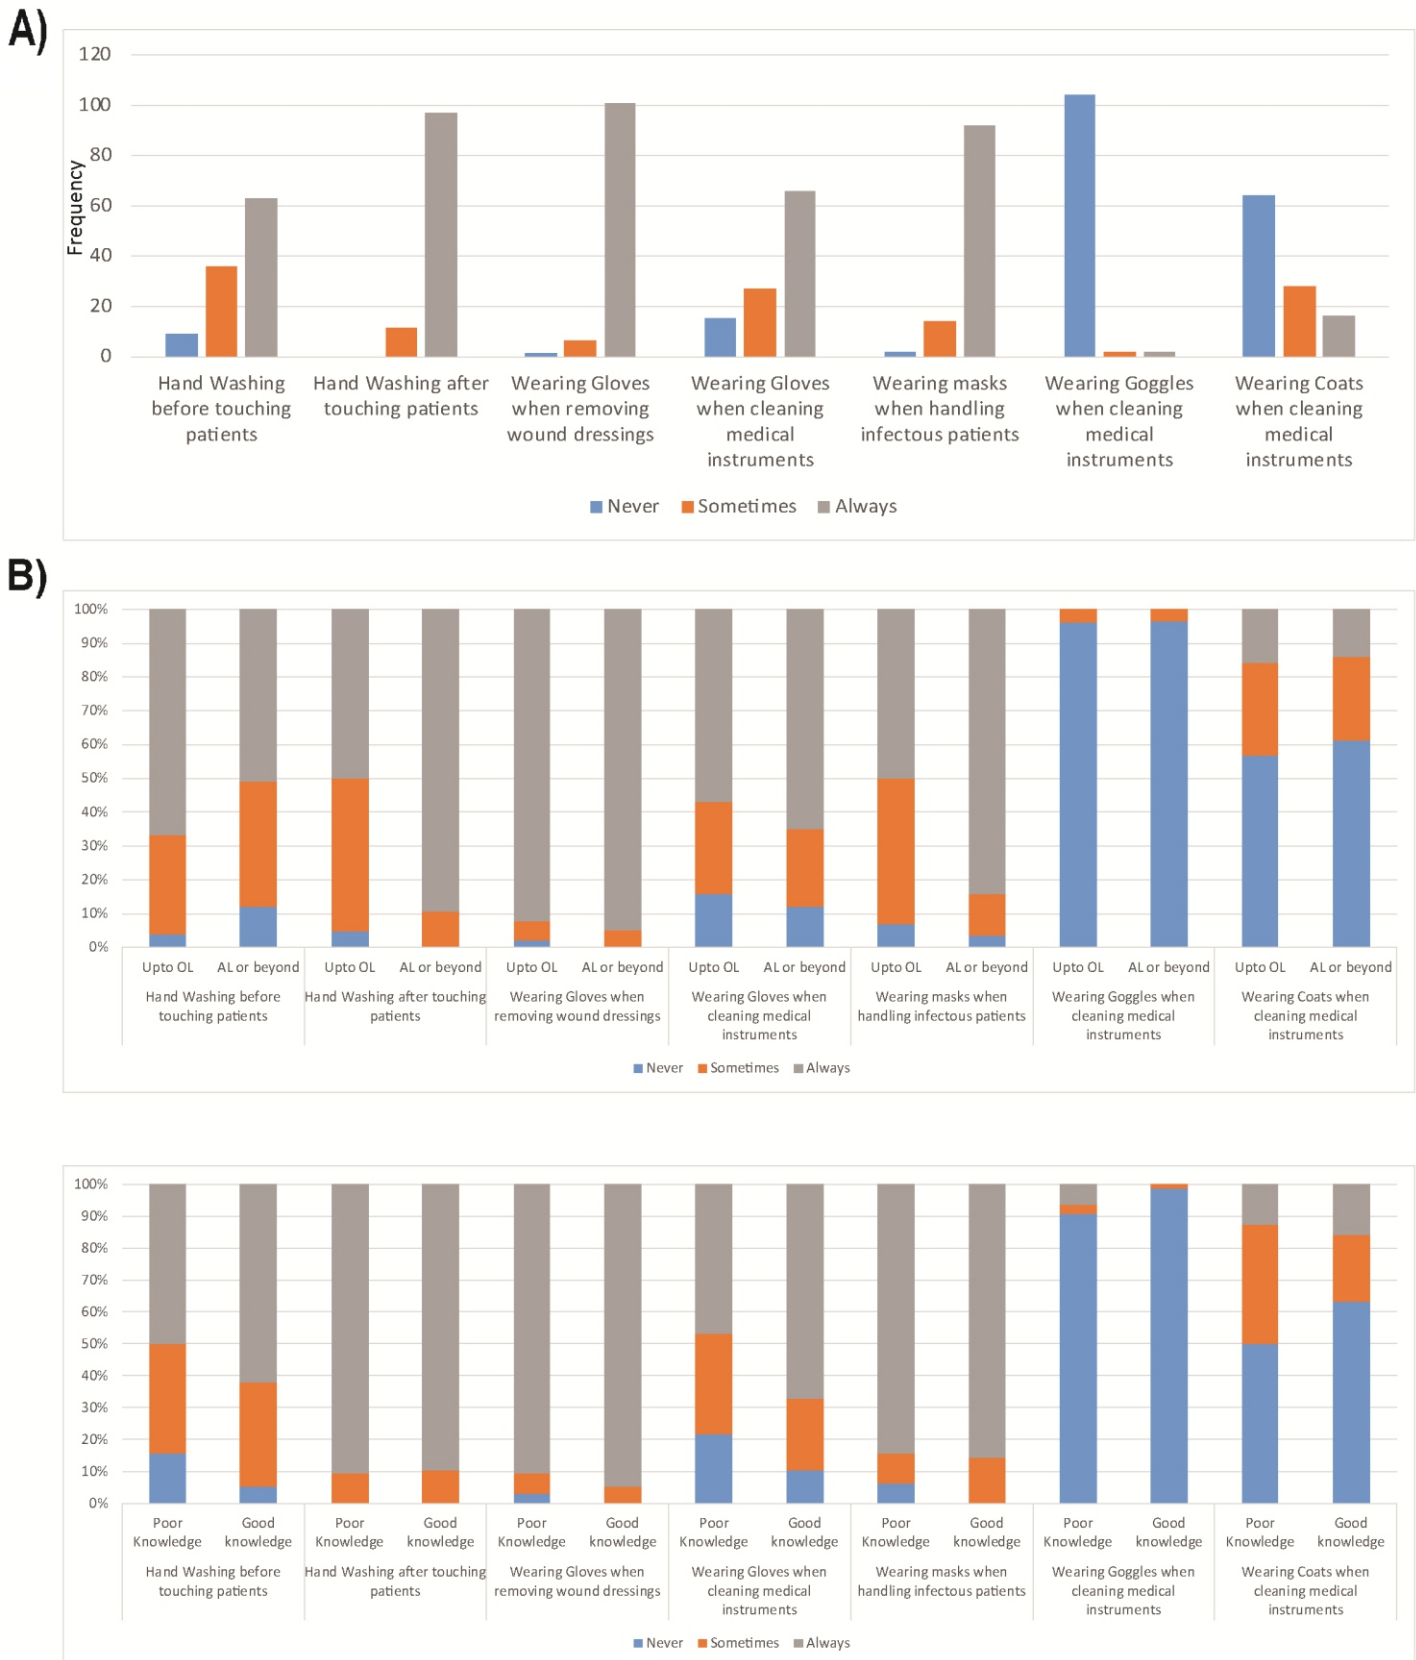 A)
120
100
80
60
40
20
0
Frequency
Hand Washing
before touching
patients
Hand Washing after
touching patients
Wearing Gloves
when removing
wound dressings
Wearing Gloves
when cleaning
medical
instruments
Wearing masks
when handling
infectous patients
Wearing Goggles
when cleaning
medical
instruments
Wearing Coats
when cleaning
medical
instruments
Never Sometimes Always
B)
100%
90%
80%
70%
60%
50%
40%
30%
20%
10%
0%
Upto OL AL or beyond Upto OL AL or beyond Upto OL AL or beyond Upto OL AL or beyond Upto OL AL or beyond Upto OL AL or beyond Upto OL AL or beyond
Hand Washing before
touching patients
Hand Washing after touching
patients
Wearing Gloves when
removing wound dressings
Wearing Gloves when
cleaning medical
instruments
Wearing masks when
handling infectous patients
Wearing Goggles when
cleaning medical
instruments
Wearing Coats when
cleaning medical
instruments
Never Sometimes Always
100%
90%
80%
70%
60%
50%
40%
30%
20%
10%
0%
Poor
Knowledge
Good
knowledge
Poor
Knowledge
Good
knowledge
Poor
Knowledge
Good
knowledge
Poor
Knowledge
Good
knowledge
Poor
Knowledge
Good
knowledge
Poor
Knowledge
Good
knowledge
Poor
Knowledge
Good
knowledge
Hand Washing before
touching patients
Hand Washing after touching
patients
Wearing Gloves when
removing wound dressings
Wearing Gloves when
cleaning medical
instruments
Wearing masks when
handling infectous patients
Wearing Goggles when
cleaning medical
instruments
Wearing Coats when
cleaning medical
instruments
Never Sometimes Always